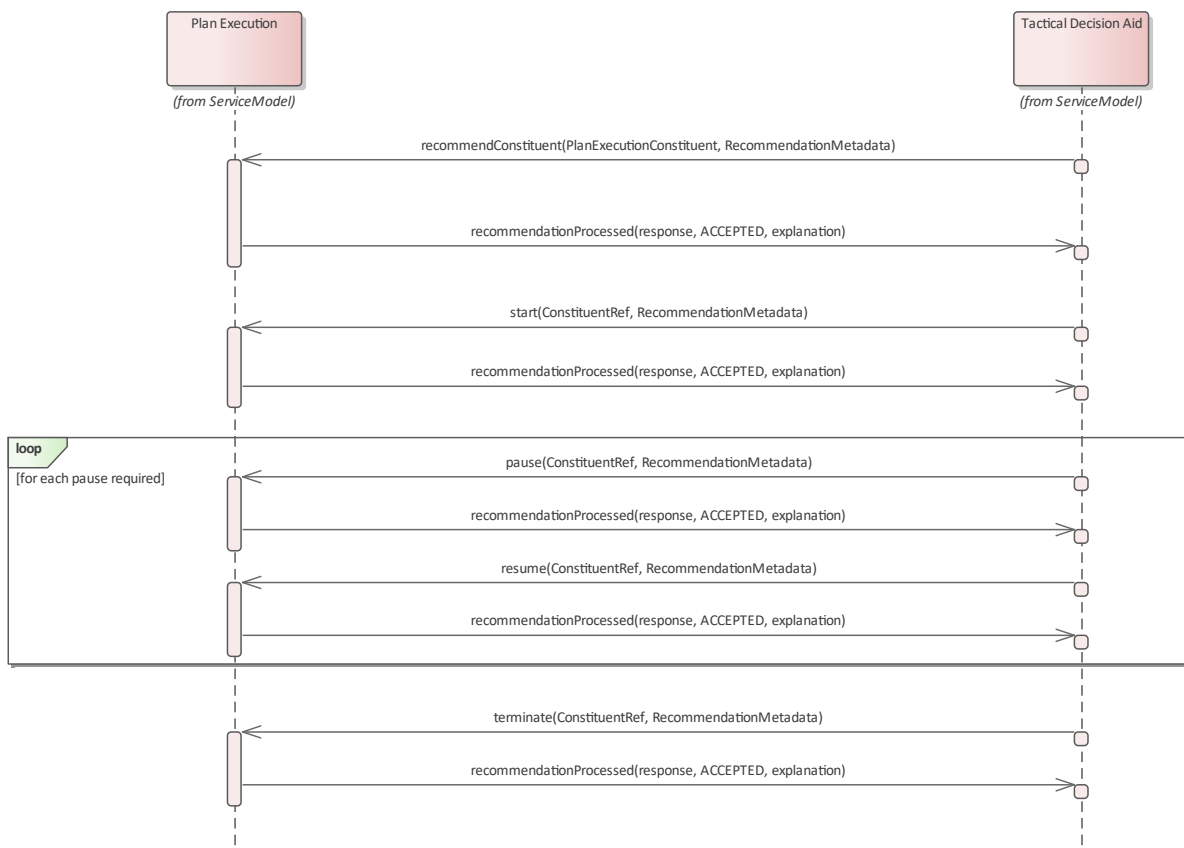 Plan Execution
Tactical Decision Aid
(from ServiceModel)
(from ServiceModel)
recommendConstituent(PlanExecutionConstituent, RecommendationMetadata)
recommendationProcessed(response, ACCEPTED, explanation)
start(ConstituentRef, RecommendationMetadata)
recommendationProcessed(response, ACCEPTED, explanation)
loop
[for each pause required]
pause(ConstituentRef, RecommendationMetadata)
recommendationProcessed(response, ACCEPTED, explanation)
resume(ConstituentRef, RecommendationMetadata)
recommendationProcessed(response, ACCEPTED, explanation)
terminate(ConstituentRef, RecommendationMetadata)
recommendationProcessed(response, ACCEPTED, explanation)